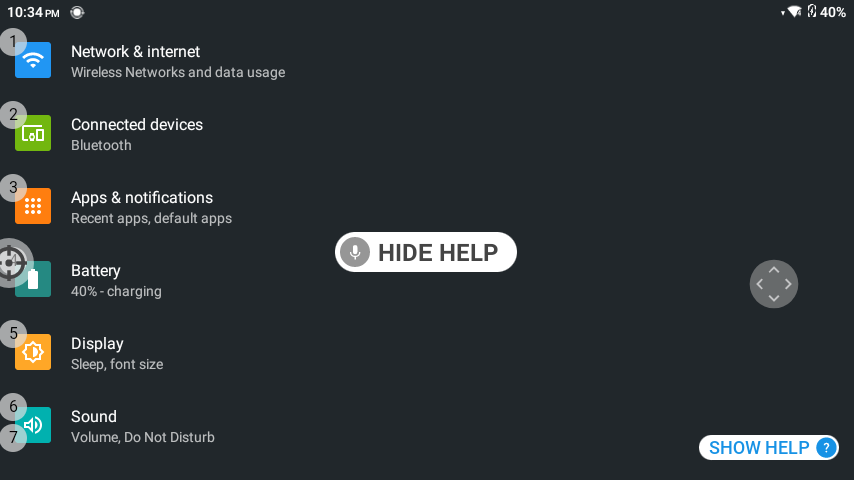 10:34 PM
40%
1
Network & internet
Wireless Networks and data usage
2
Connected devices
Bluetooth
3
Apps & notifications
Recent apps, default apps
HIDE HELP
Battery
40% - charging
5
Display
Sleep, font size
6
Sound
7
Volume, Do Not Disturb
SHOW HELP ?